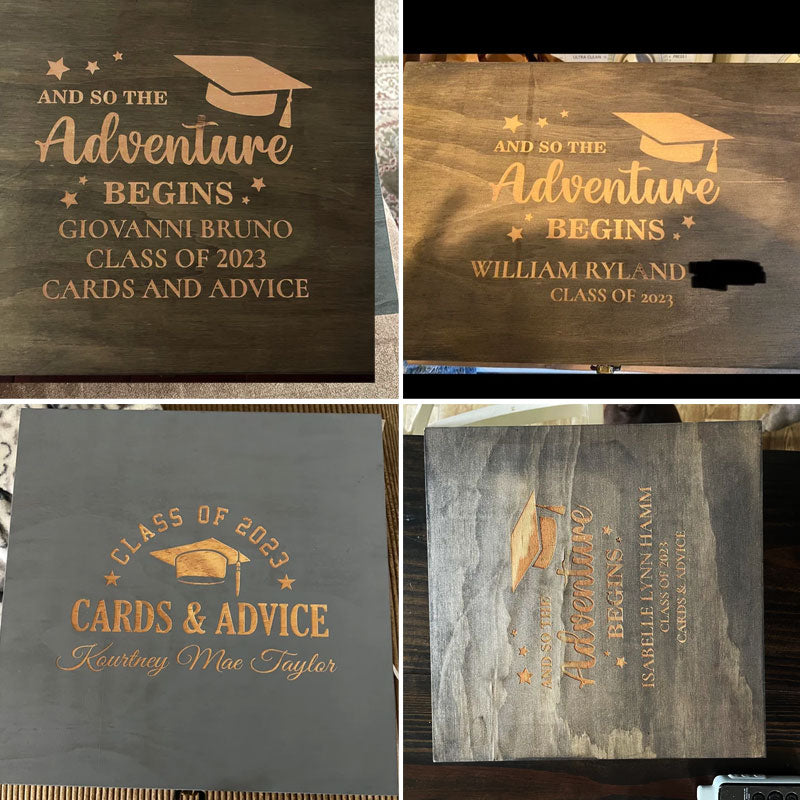 AND SO THE
Adventure
BEGINS
GIOVANNI BRUNO
CLASS OF 2023
CARDS AND ADVICE
ULTRA CLEAN
AND SO THE
Adventure
BEGINS
WILLIAM RYLAND
CLASS OF 2023
CLASS OF 2023
CARDS & ADVICE
Kourtney Mae Taylor
AND SO THE
Adventure
BEGINS
ISABELLE LYNN HAMM
CLASS OF 2023
CARDS & ADVICE